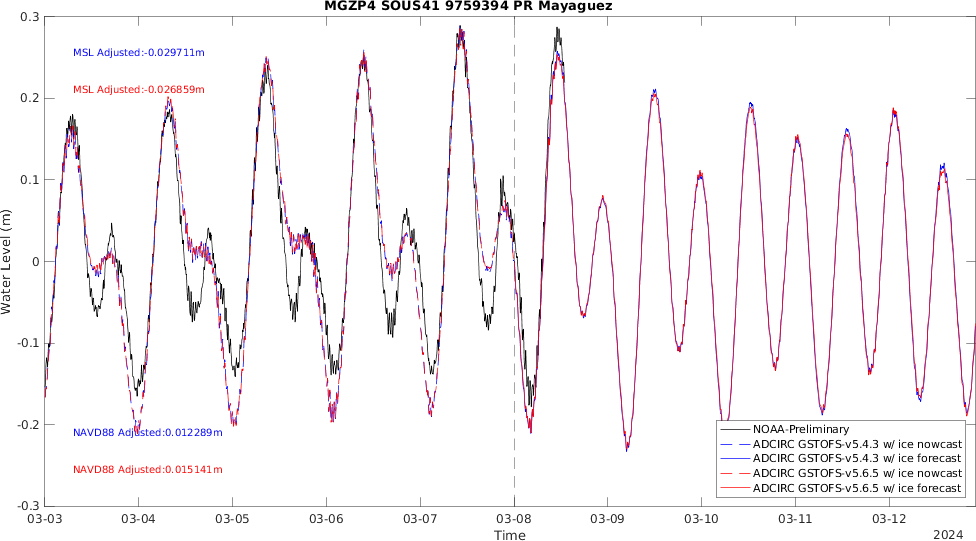 MGZP4 SOUS41 9759394 PR Mayaguez
0.3
MSL Adjusted:-0.029711m
MSL Adjusted:-0.026859m
0.2
0.1
Water Level (m)
0
-0.1
-0.2
NAVD88 Adjusted:0.012289m
NAVD88 Adjusted:0.015141m
-0.3
NOAA-Preliminary
ADCIRC GSTOFS-v5.4.3 w/ ice nowcast
ADCIRC GSTOFS-v5.4.3 w/ ice forecast
ADCIRC GSTOFS-v5.6.5 w/ ice nowcast
ADCIRC GSTOFS-v5.6.5 w/ ice forecast
03-03 03-04 03-05 03-06 03-07 03-08 03-09 03-10 03-11 03-12
Time
2024